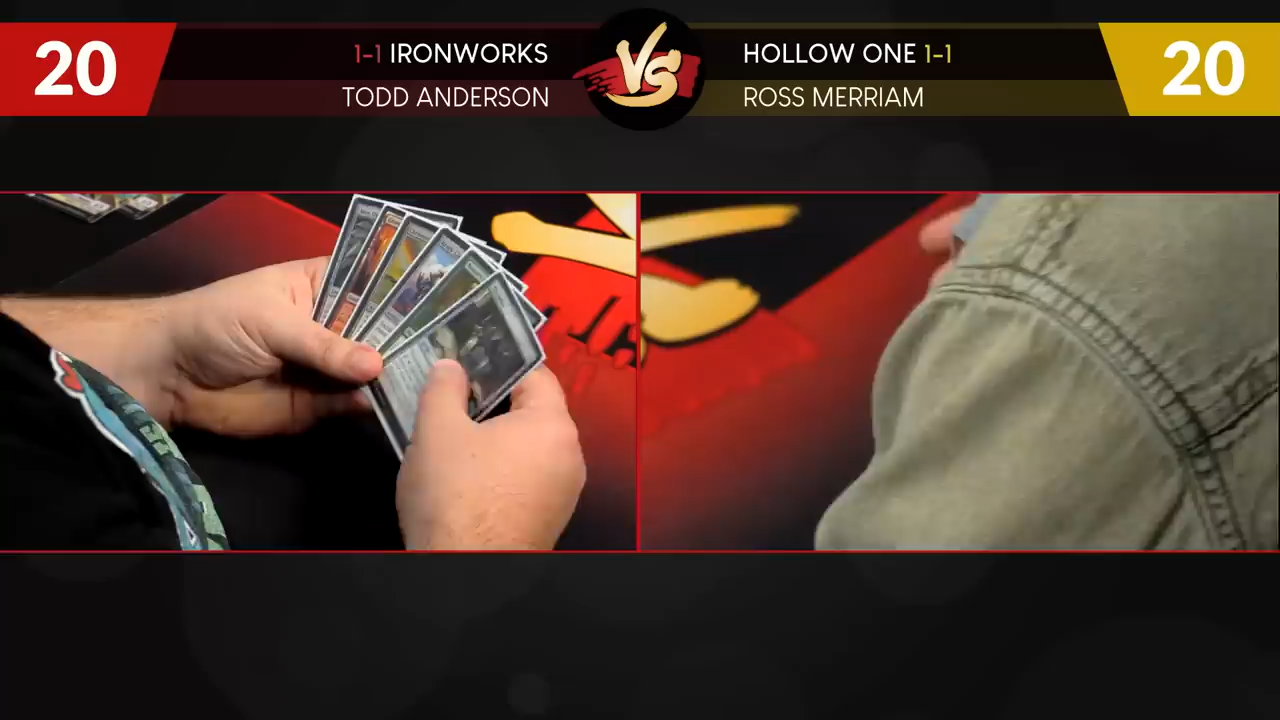 20
1-1 IRONWORKS
TODD ANDERSON
VS
HOLLOW ONE 1-1
ROSS MERRIAM
20